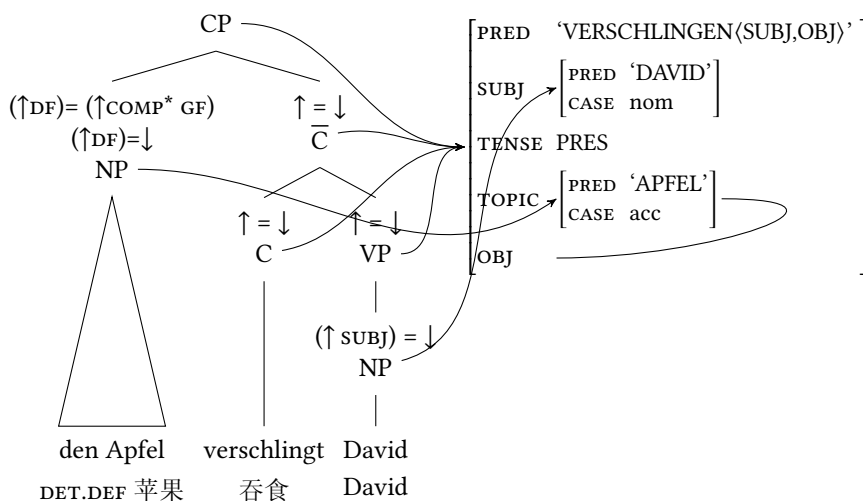 CP
PRED ‘VERSCHLINGEN⟨SUBJ,OBJ⟩’
SUBJ
PRED ‘DAVID’
CASE nom
(↑DF)= (↑COMP* GF)
(↑DF)=↓
NP
↑ = ↓
C̅
TENSE PRES
TOPIC
PRED ‘APFEL’
CASE acc
↑ = ↓
C
↑ = ↓
VP
OBJ
(↑ SUBJ) = ↓
NP
den Apfel verschlingt David
DET.DEF 苹果 吞食 David